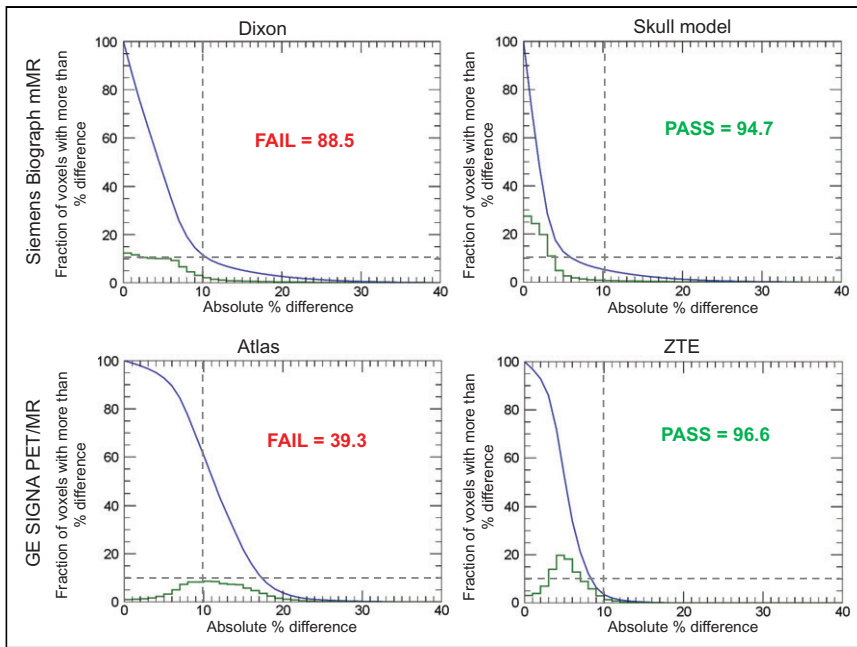 Dixon
Skull model
Siemens Biograph mMR
Fraction of voxels with more than
% difference
100
80
60
40
20
0
FAIL = 88.5
0
10
20
30
40
Absolute % difference
Fraction of voxels with more than
% difference
100
80
60
40
20
0
PASS = 94.7
0
10
20
30
40
Absolute % difference
Atlas
ZTE
GE SIGNA PET/MR
Fraction of voxels with more than
% difference
100
80
60
40
20
0
FAIL = 39.3
0
10
20
30
40
Absolute % difference
Fraction of voxels with more than
% difference
100
80
60
40
20
0
PASS = 96.6
0
10
20
30
40
Absolute % difference